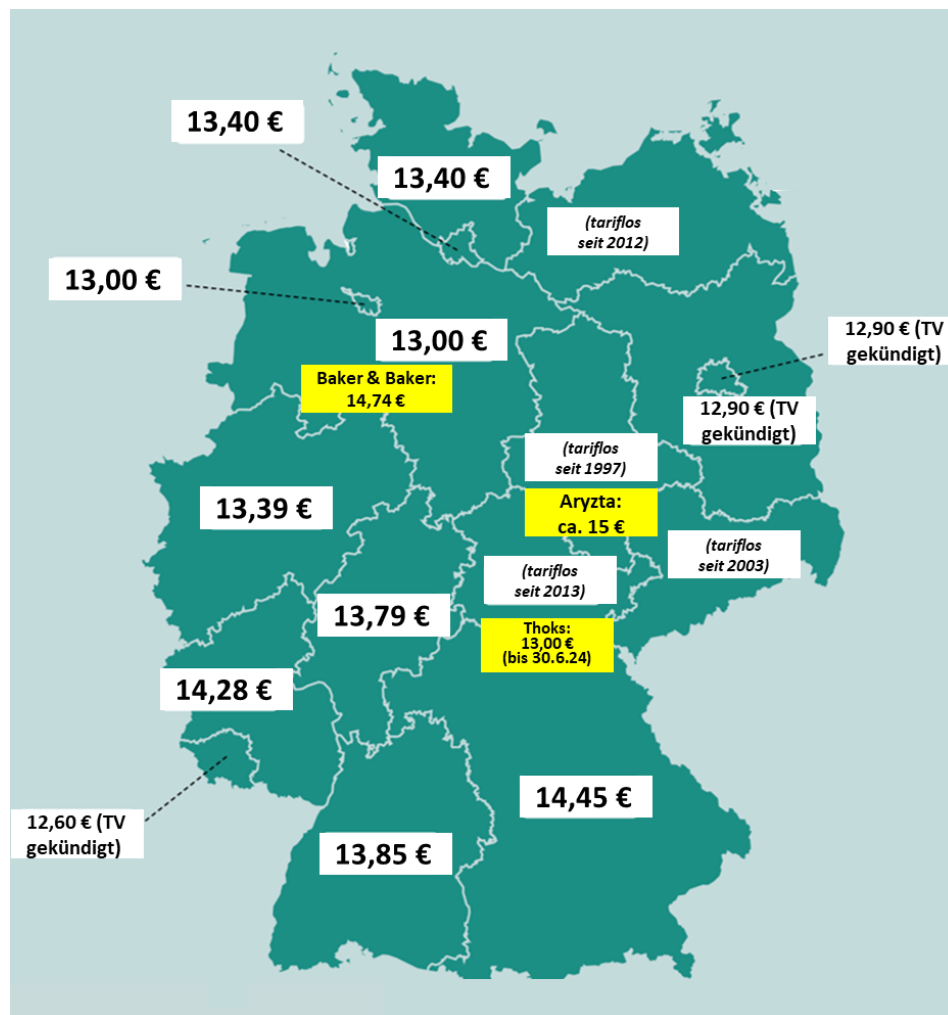 13,40 €
13,40 €
(tariflos
seit 2012)
13,00 €
13,00 €
12,90 € (TV
gekündigt)
Baker & Baker:
14,74 €
12,90 € (TV
gekündigt)
(tariflos
seit 1997)
13,39 €
Aryzta:
ca. 15 €
(tariflos
seit 2003)
(tariflos
seit 2013)
13,79 €
Thoks:
13,00 €
(bis 30.6.24)
14,28 €
14,45 €
12,60 € (TV
gekündigt)
13,85 €